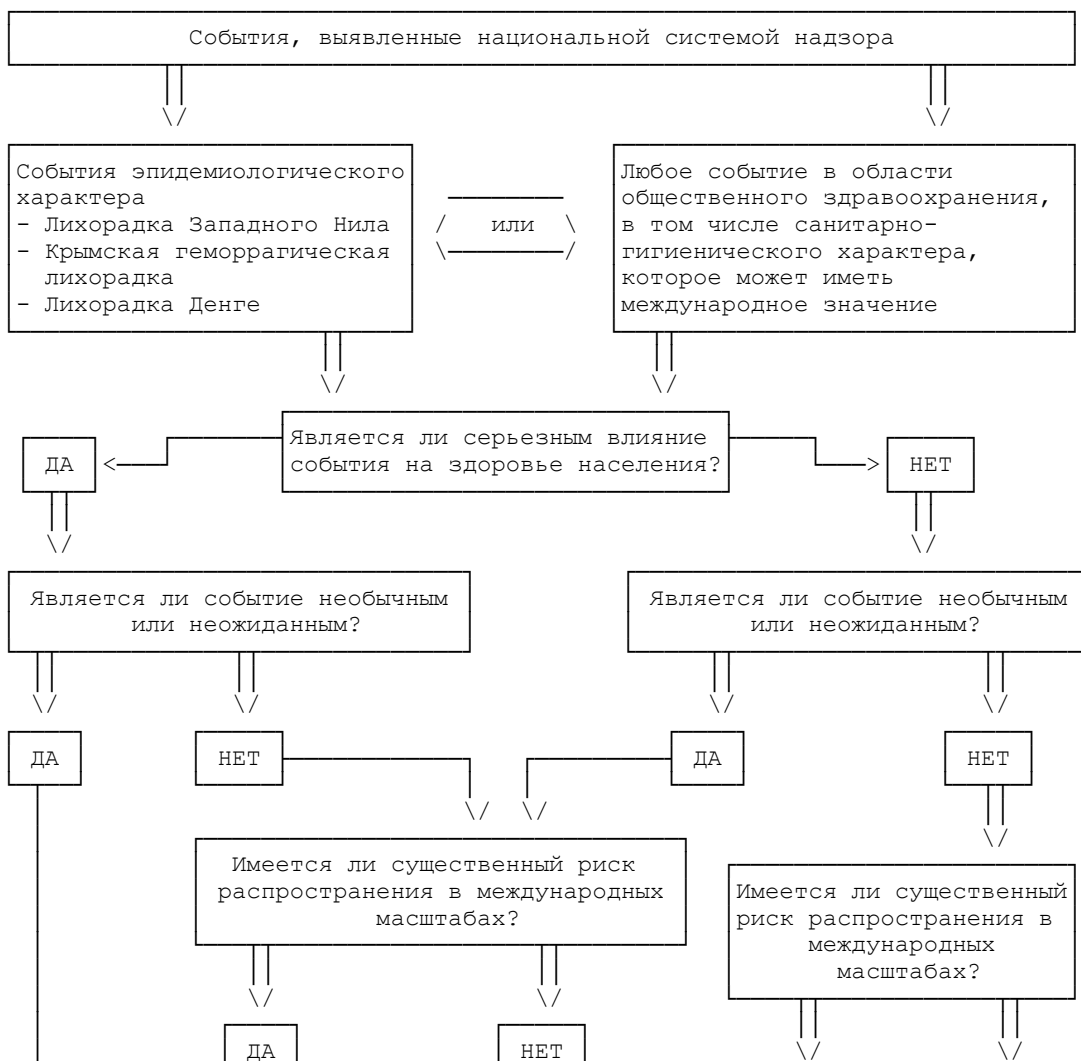 События, выявленные национальной системой надзора
События эпидемиологического
характера
- Лихорадка Западного Нила
- Крымская геморрагическая
лихорадка
- Лихорадка Денге
или
Любое событие в области
общественного здравоохранения,
в том числе санитарно-
гигиенического характера,
которое может иметь
международное значение
Является ли серьезным влияние
события на здоровье населения?
ДА
НЕТ
Является ли событие необычным
или неожиданным?
Является ли событие необычным
или неожиданным?
ДА
НЕТ
ДА
НЕТ
Имеется ли существенный риск
распространения в международных
масштабах?
Имеется ли существенный
риск распространения в
международных
масштабах?
ДА
НЕТ